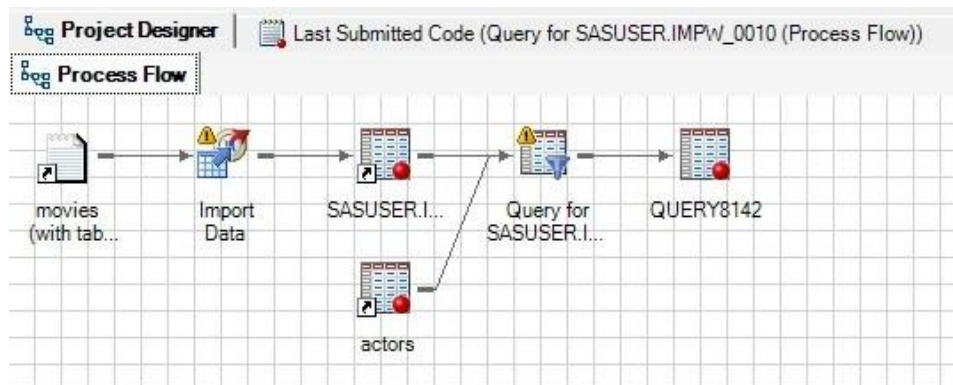 Project Designer
Last Submitted Code (Query for SASUSER.IMPW_0010 (Process Flow))
Process Flow
movies
(with tab...
Import
Data
SASUSER.I...
Query for
SASUSER.I...
QUERY8142
actors